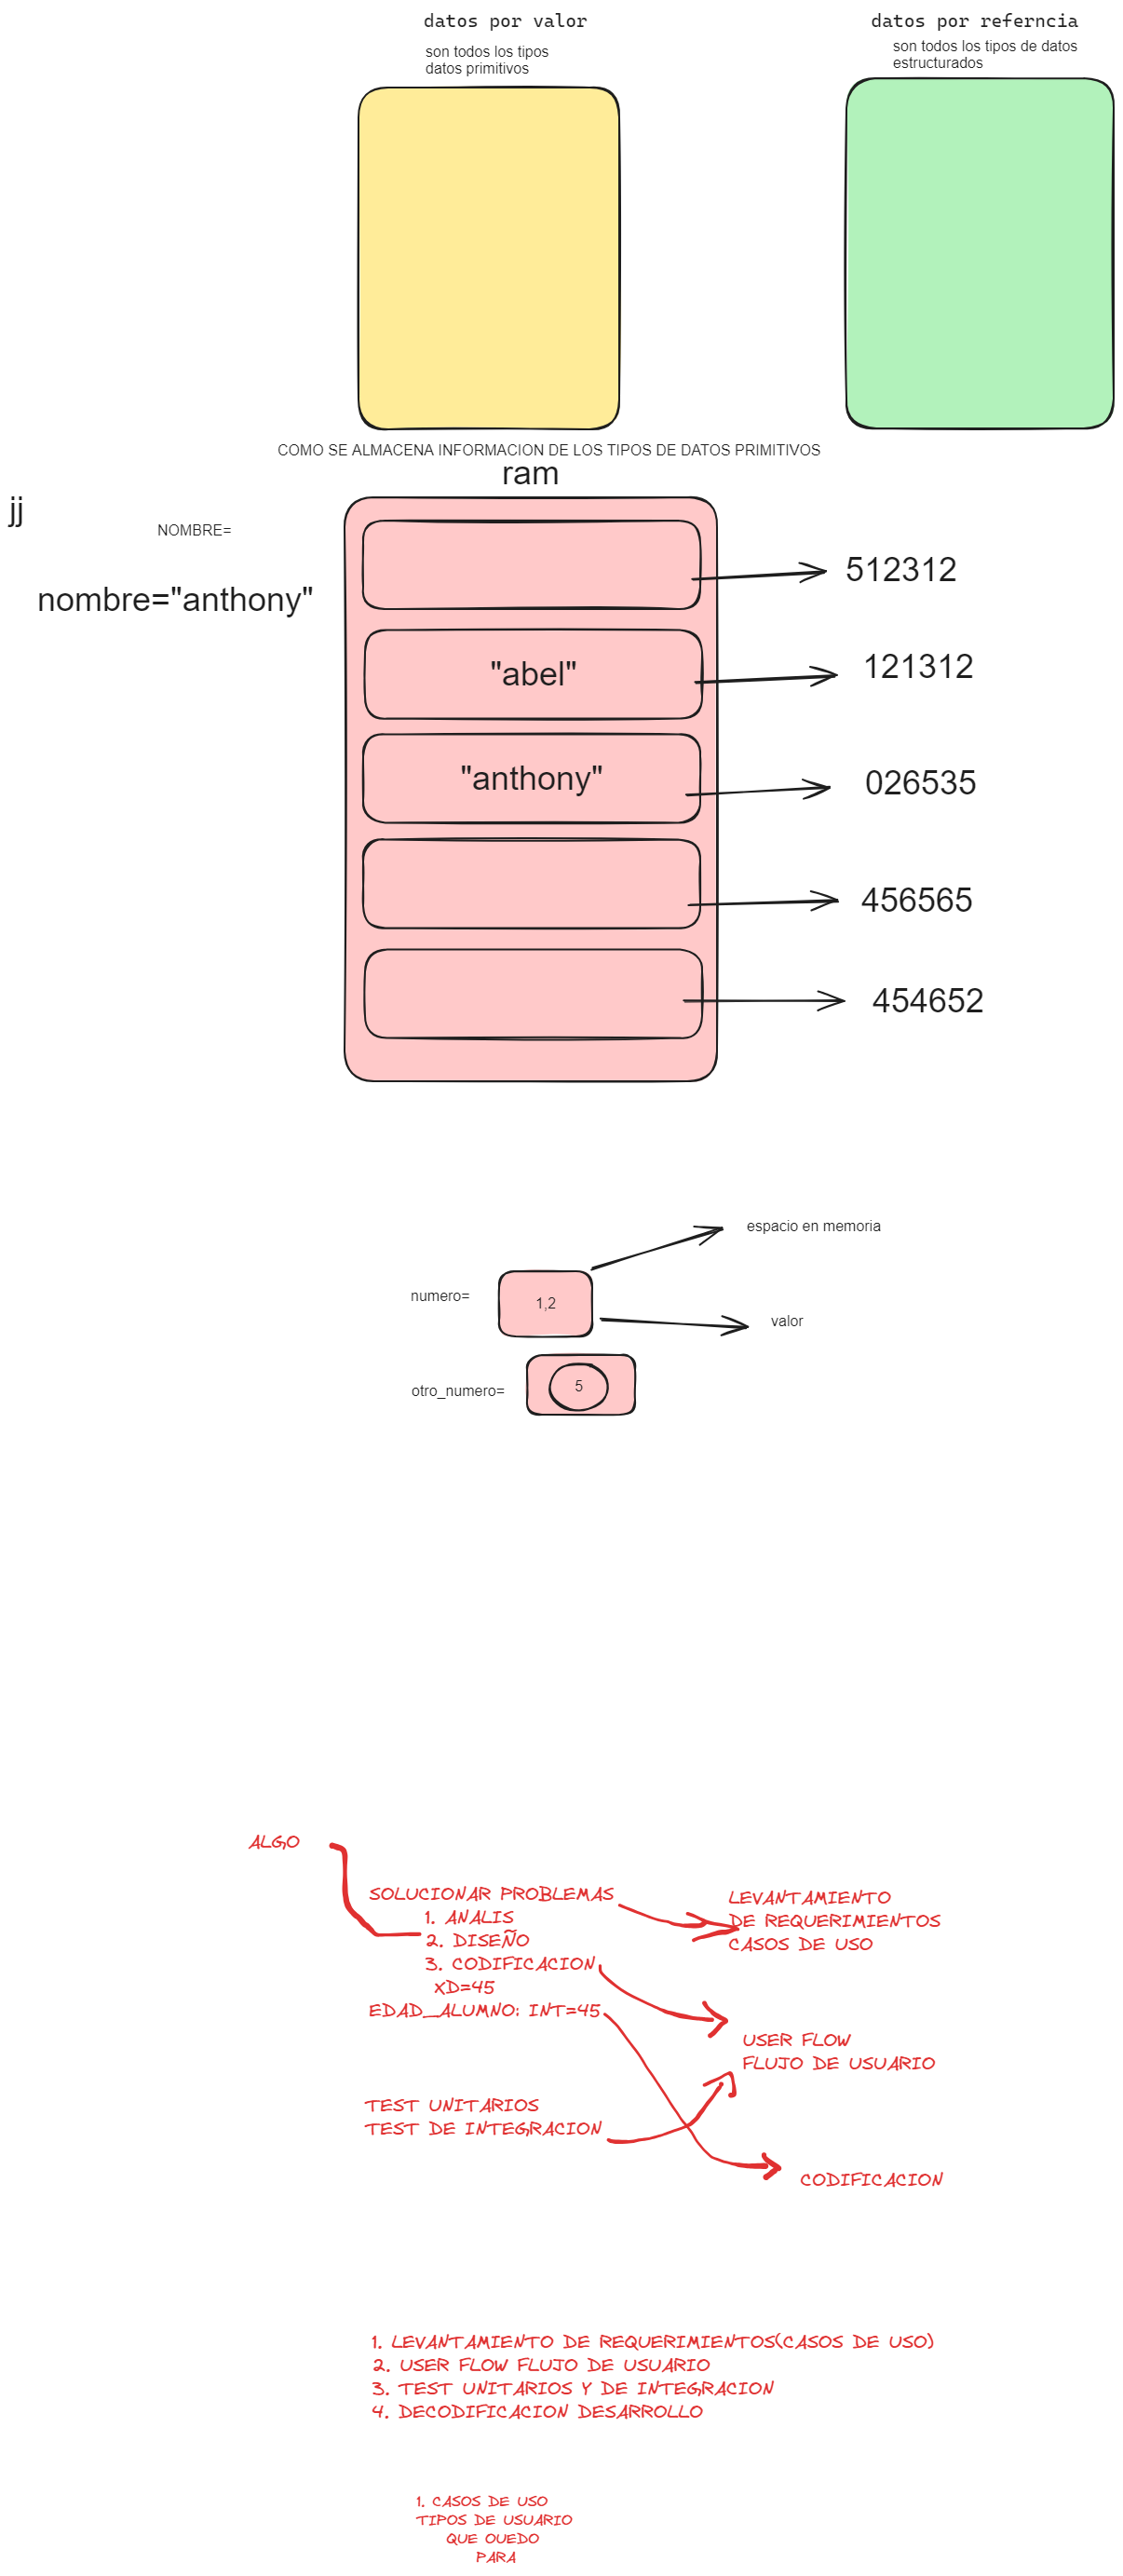 datos por valor
son todos los tipos
datos primitivos
datos por referncia
son todos los tipos de datos
estructurados
COMO SE ALMACENA INFORMACION DE LOS TIPOS DE DATOS PRIMITIVOS
ram
jj
NOMBRE=
nombre="anthony"
512312
"abel"
121312
"anthony"
026535
456565
454652
espacio en memoria
numero=
1,2
valor
otro_numero=
5
ALGO
SOLUCIONAR PROBLEMAS
1. ANALIS
2. DISEÑO
3. CODIFICACION
XD=45
EDAD_ALUMNO: INT=45
LEVANTAMIENTO
DE REQUERIMIENTOS
CASOS DE USO
USER FLOW
FLUJO DE USUARIO
TEST UNITARIOS
TEST DE INTEGRACION
CODIFICACION
1. LEVANTAMIENTO DE REQUERIMIENTOS(CASOS DE USO)
2. USER FLOW FLUJO DE USUARIO
3. TEST UNITARIOS Y DE INTEGRACION
4. DECODIFICACION DESARROLLO
1. CASOS DE USO
TIPOS DE USUARIO
QUE OUEDO
PARA